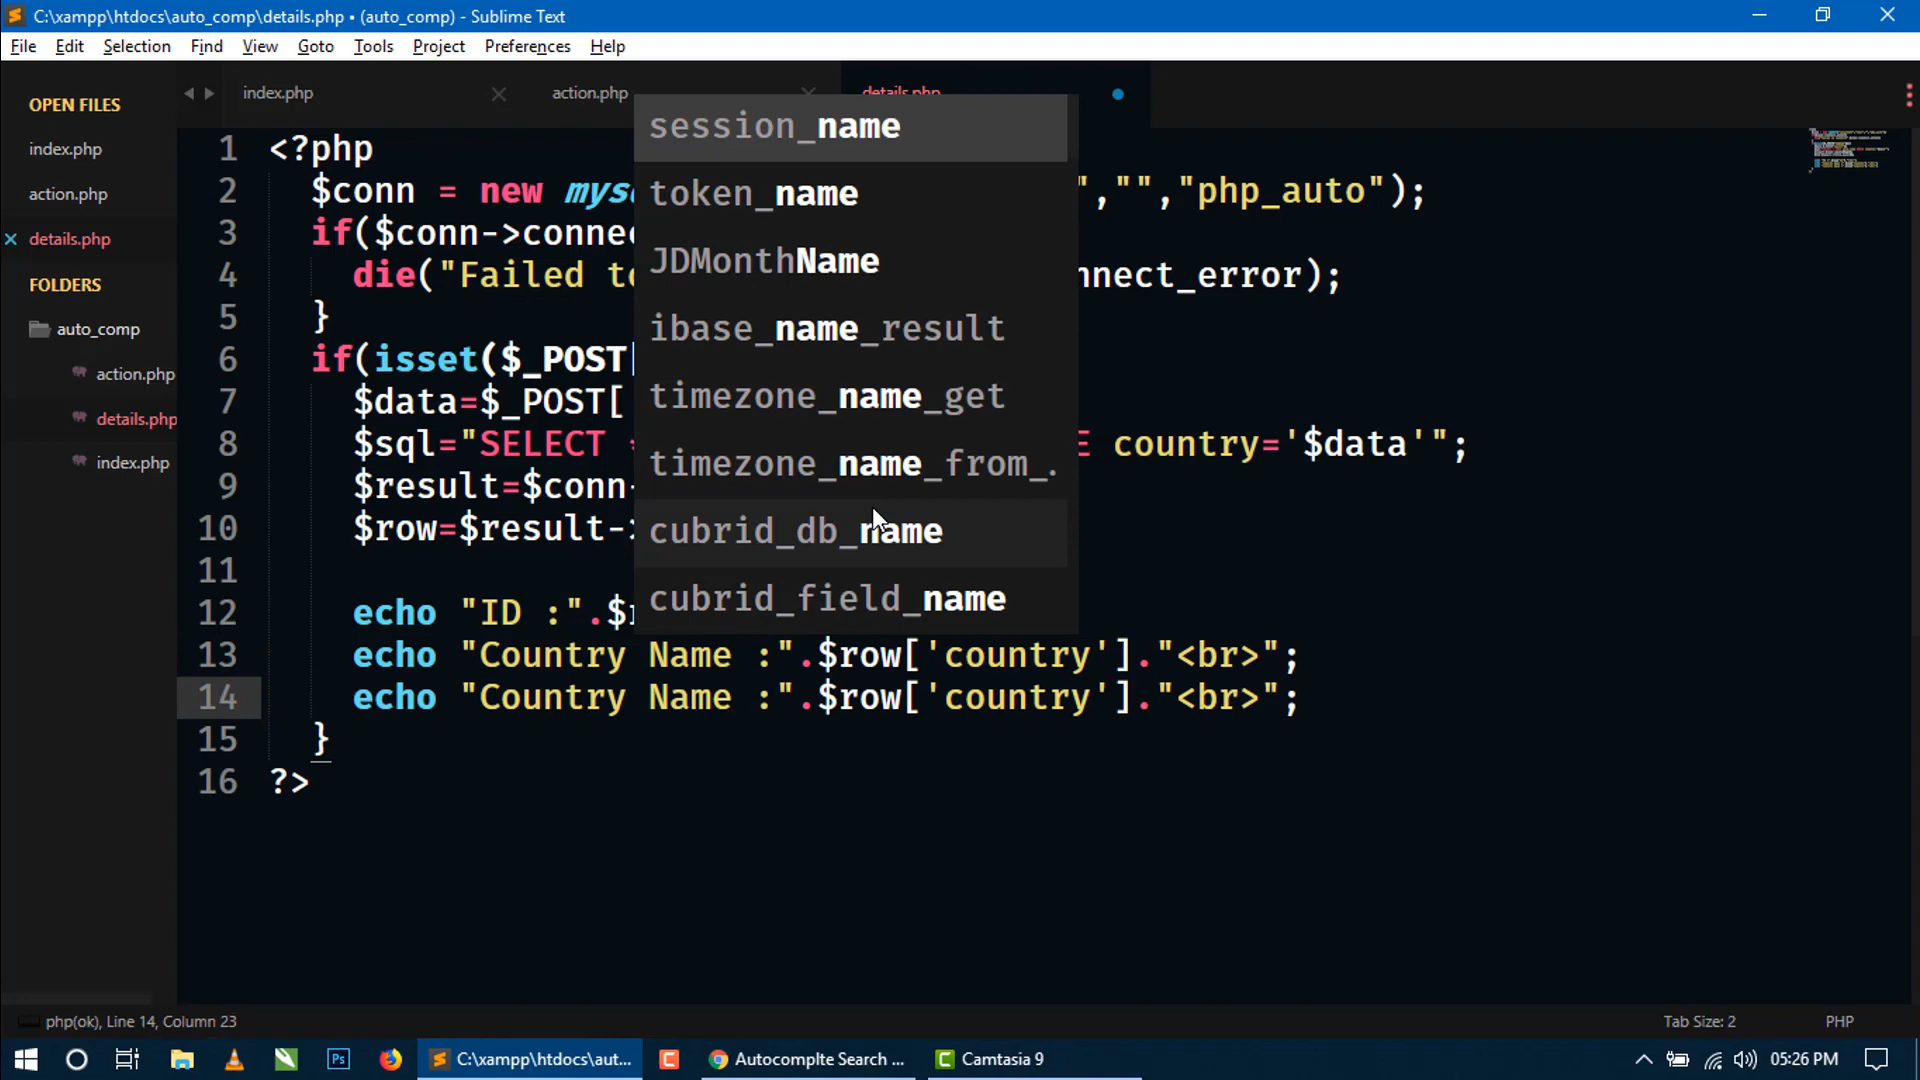 C:\xampp\htdocs\auto_comp\details.php • (auto_comp) - Sublime Text
File Edit Selection Find View Goto Tools Project Preferences Help
OPEN FILES
index.php
action.php
details.php
FOLDERS
auto_comp
action.php
details.php
index.php
index.php
action.php
details.php
1 <?php
2 $conn = new mys ","","php_auto");
3 if($conn->conne
4 die("Failed t nnect_error);
5 }
6 if(isset($_POST
7 $data=$_POST[
8 $sql="SELECT country='$data'";
9 $result=$conn
10 $row=$result-
11
12 echo "ID :".$
13 echo "Country Name :".$row['country']."<br>";
14 echo "Country Name :".$row['country']."<br>";
15 }
16 ?>
session_name
token_name
JDMonthName
ibase_name_result
timezone_name_get
timezone_name_from_.
cubrid_db_name
cubrid_field_name
php(ok), Line 14, Column 23
Tab Size: 2
PHP
C:\xampp\htdocs\aut...
Autocomplte Search ...
Camtasia 9
05:26 PM